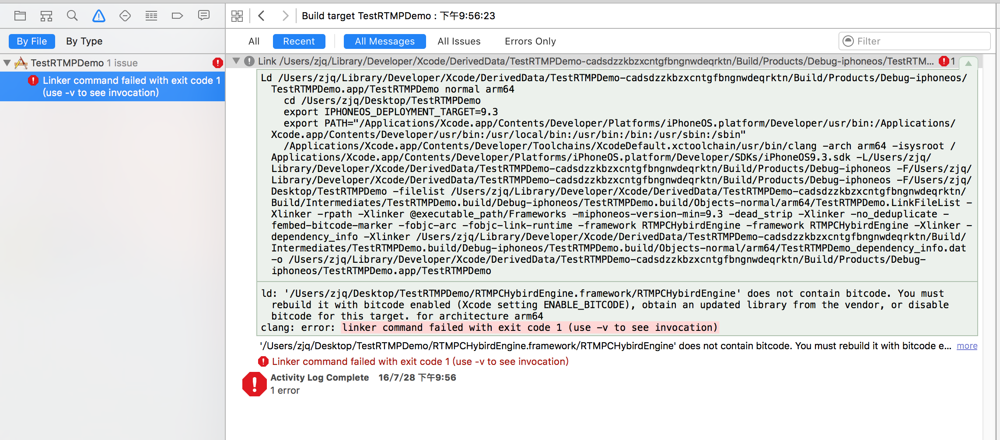 Build target TestRTMPDemo : 下午9:56:23
By File
By Type
All
Recent
All Messages
All Issues
Errors Only
Filter
TestRTMPDemo 1 issue
Linker command failed with exit code 1
(use -v to see invocation)
Link /Users/zjq/Library/Developer/Xcode/DerivedData/TestRTMPDemo-cadsdzzkbzxcntgfbngnwdeqrktn/Build/Products/Debug-iphoneos/TestRTM... 1
Ld /Users/zjq/Library/Developer/Xcode/DerivedData/TestRTMPDemo-cadsdzzkbzxcntgfbngnwdeqrktn/Build/Products/Debug-iphoneos/
TestRTMPDemo.app/TestRTMPDemo normal arm64
cd /Users/zjq/Desktop/TestRTMPDemo
export IPHONEOS_DEPLOYMENT_TARGET=9.3
export PATH="/Applications/Xcode.app/Contents/Developer/Platforms/iPhoneOS.platform/Developer/usr/bin:/Applications/
Xcode.app/Contents/Developer/usr/bin:/usr/local/bin:/usr/bin:/bin:/usr/sbin:/sbin"
/Applications/Xcode.app/Contents/Developer/Toolchains/XcodeDefault.xctoolchain/usr/bin/clang -arch arm64 -isysroot /
Applications/Xcode.app/Contents/Developer/Platforms/iPhoneOS.platform/Developer/SDKs/iPhoneOS9.3.sdk -L/Users/zjq/
Library/Developer/Xcode/DerivedData/TestRTMPDemo-cadsdzzkbzxcntgfbngnwdeqrktn/Build/Products/Debug-iphoneos -F/Users/zjq/
Library/Developer/Xcode/DerivedData/TestRTMPDemo-cadsdzzkbzxcntgfbngnwdeqrktn/Build/Products/Debug-iphoneos -F/Users/zjq/
Desktop/TestRTMPDemo -filelist /Users/zjq/Library/Developer/Xcode/DerivedData/TestRTMPDemo-cadsdzzkbzxcntgfbngnwdeqrktn/
Build/Intermediates/TestRTMPDemo.build/Debug-iphoneos/TestRTMPDemo.build/Objects-normal/arm64/TestRTMPDemo.LinkFileList -
Xlinker -rpath -Xlinker @executable_path/Frameworks -miphoneos-version-min=9.3 -dead_strip -Xlinker -no_deduplicate -
fembed-bitcode-marker -fobjc-arc -fobjc-link-runtime -framework RTMPCHybirdEngine -framework RTMPCHybirdEngine -Xlinker -
dependency_info -Xlinker /Users/zjq/Library/Developer/Xcode/DerivedData/TestRTMPDemo-cadsdzzkbzxcntgfbngnwdeqrktn/Build/
Intermediates/TestRTMPDemo.build/Debug-iphoneos/TestRTMPDemo.build/Objects-normal/arm64/TestRTMPDemo_dependency_info.dat
-o /Users/zjq/Library/Developer/Xcode/DerivedData/TestRTMPDemo-cadsdzzkbzxcntgfbngnwdeqrktn/Build/Products/Debug-
iphoneos/TestRTMPDemo.app/TestRTMPDemo
ld: '/Users/zjq/Desktop/TestRTMPDemo/RTMPCHybirdEngine.framework/RTMPCHybirdEngine' does not contain bitcode. You must
rebuild it with bitcode enabled (Xcode setting ENABLE_BITCODE), obtain an updated library from the vendor, or disable
bitcode for this target. for architecture arm64
clang: error: linker command failed with exit code 1 (use -v to see invocation)
'/Users/zjq/Desktop/TestRTMPDemo/RTMPCHybirdEngine.framework/RTMPCHybirdEngine' does not contain bitcode. You must rebuild it with bitcode e... more
Linker command failed with exit code 1 (use -v to see invocation)
Activity Log Complete 16/7/28 下午9:56
1 error